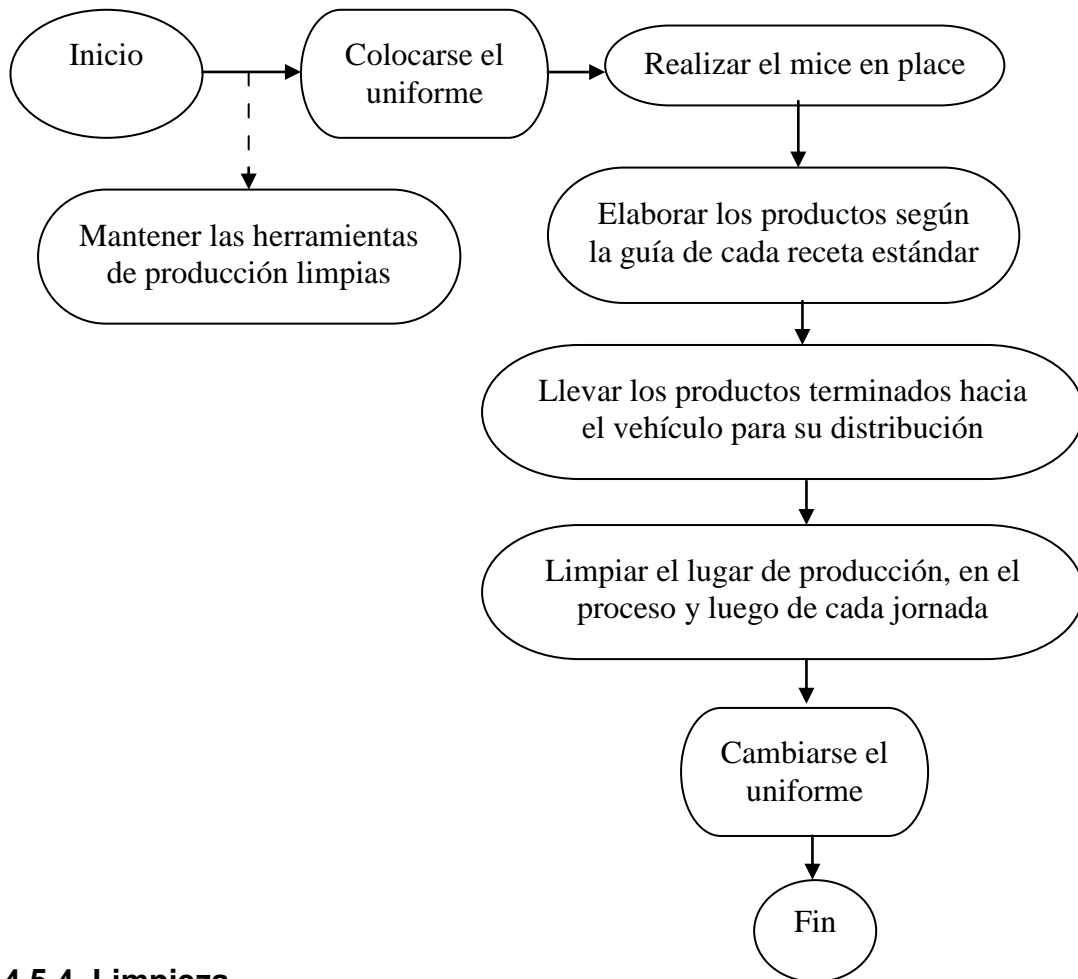 Inicio
Colocarse el
uniforme
Realizar el mice en place
Mantener las herramientas
de producción limpias
Elaborar los productos según
la guía de cada receta estándar
Llevar los productos terminados hacia
el vehículo para su distribución
Limpiar el lugar de producción, en el
proceso y luego de cada jornada
Cambiarse el
uniforme
Fin
4.5.4 Limpieza